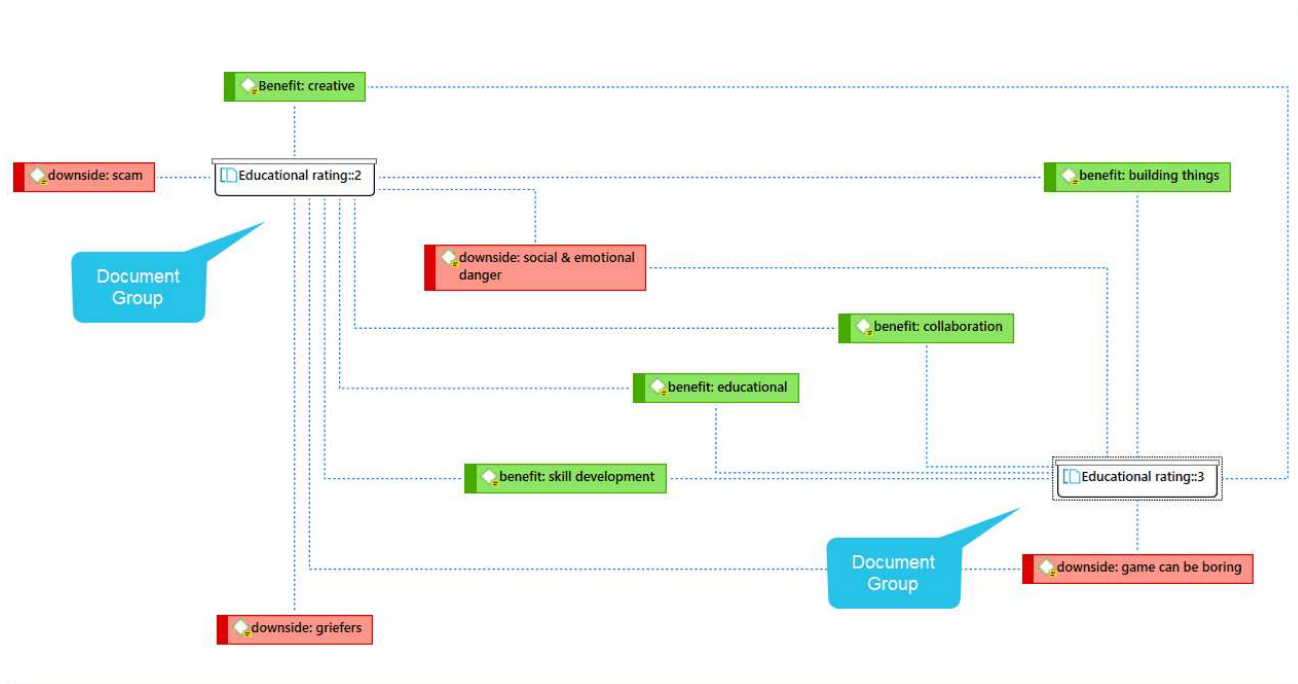 Benefit: creative
downside: scam
Educational rating::2
benefit: building things
Document
Group
downside: social & emotional
danger
benefit: collaboration
benefit: educational
benefit: skill development
Educational rating::3
Document
Group
downside: game can be boring
downside: griefers